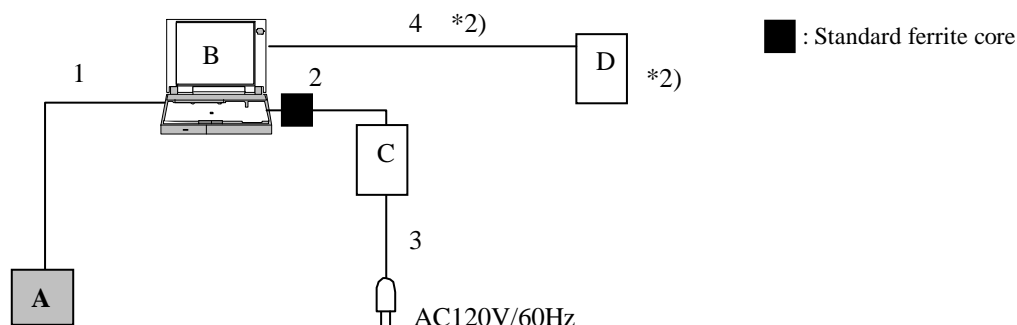 4 *2)
: Standard ferrite core
B
D
1
2
*2)
C
3
A
AC120V/60Hz